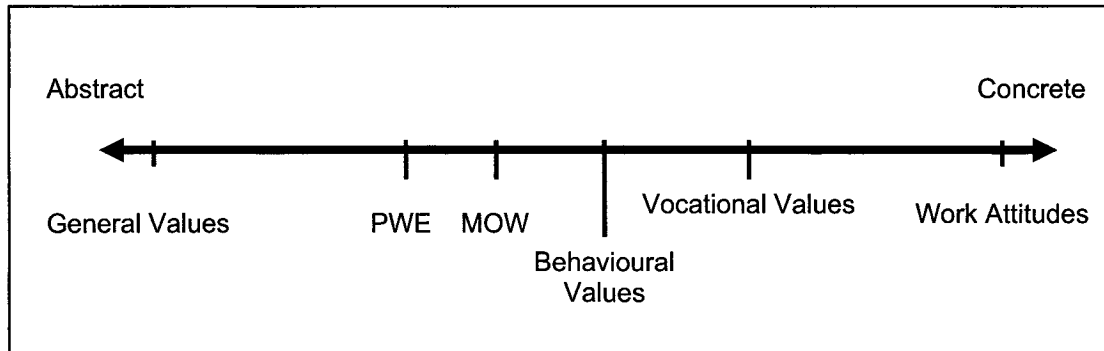 Abstract
Concrete
General Values
PWE
MOW
Behavioural
Values
Vocational Values
Work Attitudes